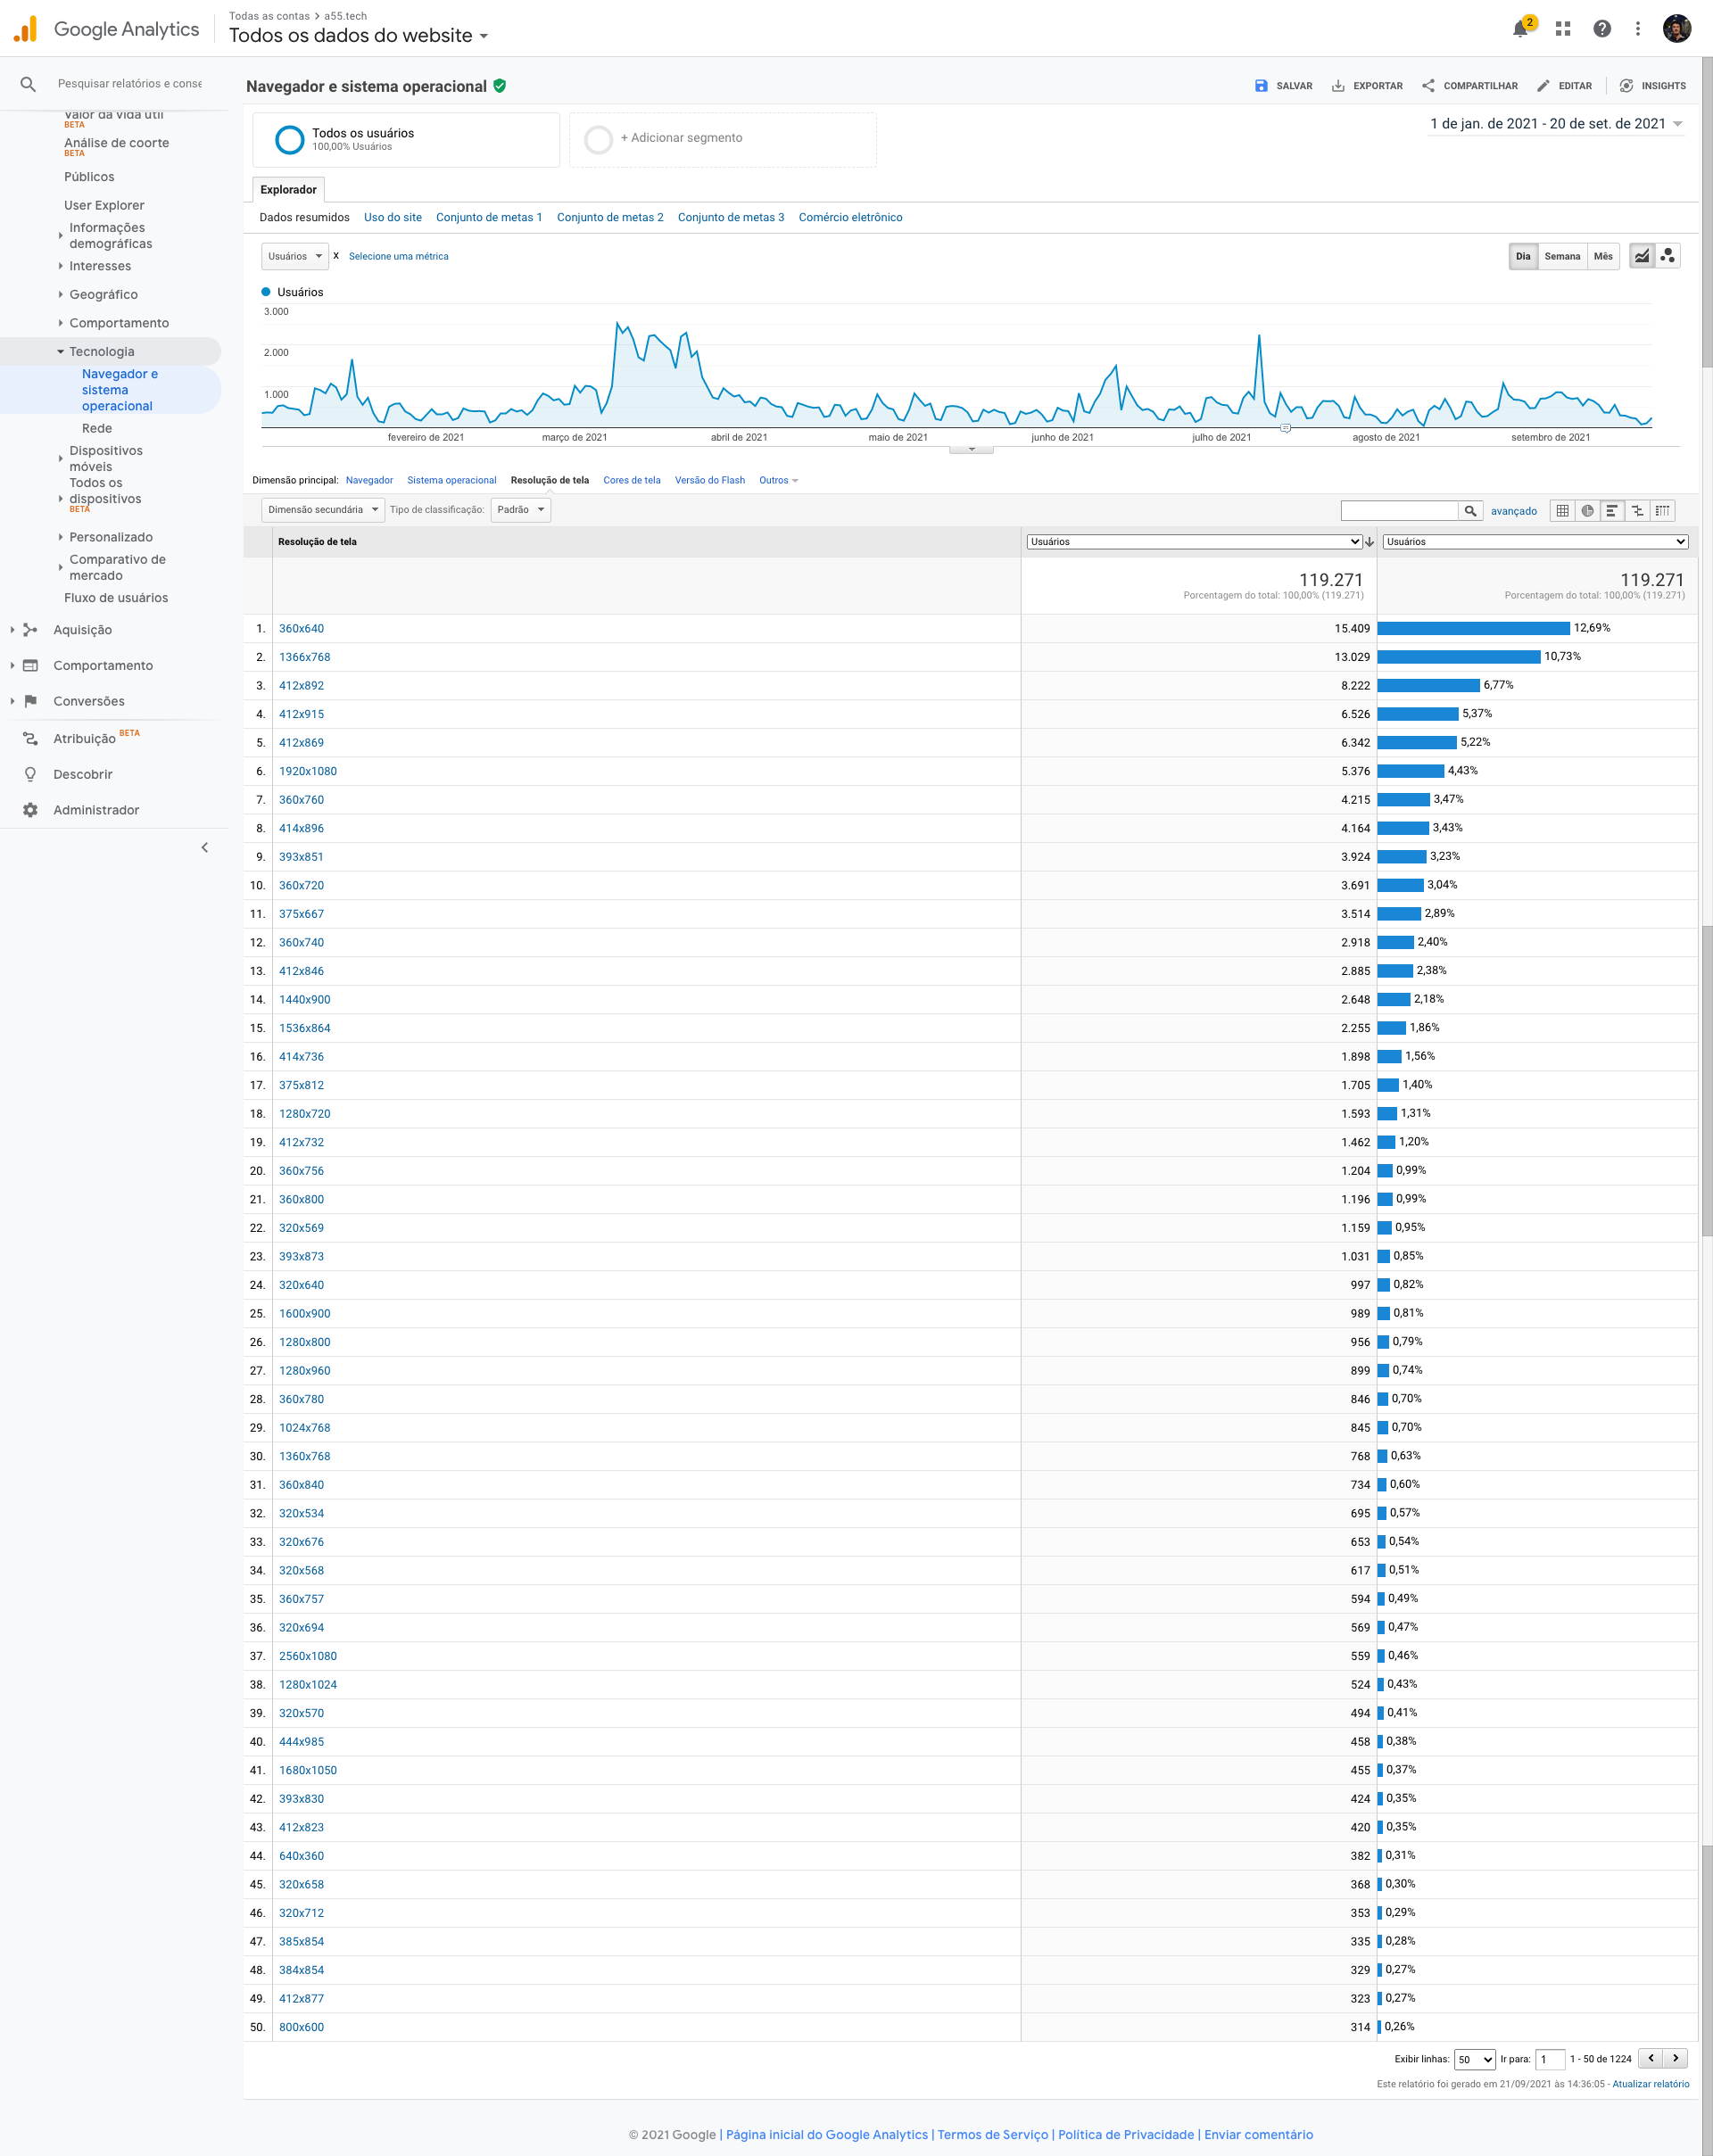 Google Analytics
Todas as contas > a55.tech
Todos os dados do website
2
Pesquisar relatórios e conse
Valor da vida útil
BETA
Análise de coorte
BETA
Públicos
User Explorer
Informações
demográficas
Interesses
Geográfico
Comportamento
Tecnologia
Navegador e
sistema
operacional
Rede
Dispositivos
móveis
Todos os
dispositivos
BETA
Personalizado
Comparativo de
mercado
Fluxo de usuários
Aquisição
Comportamento
Conversões
Atribuição BETA
Descobrir
Administrador
Navegador e sistema operacional
SALVAR EXPORTAR COMPARTILHAR EDITAR INSIGHTS
Todos os usuários
100,00% Usuários
+ Adicionar segmento
1 de jan. de 2021 - 20 de set. de 2021
Explorador
Dados resumidos Uso do site Conjunto de metas 1 Conjunto de metas 2 Conjunto de metas 3 Comércio eletrônico
Usuários x Selecione uma métrica
Dia Semana Mês
Usuários
3.000
2.000
1.000
fevereiro de 2021 março de 2021 abril de 2021 maio de 2021 junho de 2021 julho de 2021 agosto de 2021 setembro de 2021
Dimensão principal: Navegador Sistema operacional Resolução de tela Cores de tela Versão do Flash Outros
Dimensão secundária Tipo de classificação: Padrão
avançado
Resolução de tela Usuários Usuários
119.271 119.271
Porcentagem do total: 100,00% (119.271) Porcentagem do total: 100,00% (119.271)
1. 360x640 15.409 12,69%
2. 1366x768 13.029 10,73%
3. 412x892 8.222 6,77%
4. 412x915 6.526 5,37%
5. 412x869 6.342 5,22%
6. 1920x1080 5.376 4,43%
7. 360x760 4.215 3,47%
8. 414x896 4.164 3,43%
9. 393x851 3.924 3,23%
10. 360x720 3.691 3,04%
11. 375x667 3.514 2,89%
12. 360x740 2.918 2,40%
13. 412x846 2.885 2,38%
14. 1440x900 2.648 2,18%
15. 1536x864 2.255 1,86%
16. 414x736 1.898 1,56%
17. 375x812 1.705 1,40%
18. 1280x720 1.593 1,31%
19. 412x732 1.462 1,20%
20. 360x756 1.204 0,99%
21. 360x800 1.196 0,99%
22. 320x569 1.159 0,95%
23. 393x873 1.031 0,85%
24. 320x640 997 0,82%
25. 1600x900 989 0,81%
26. 1280x800 956 0,79%
27. 1280x960 899 0,74%
28. 360x780 846 0,70%
29. 1024x768 845 0,70%
30. 1360x768 768 0,63%
31. 360x840 734 0,60%
32. 320x534 695 0,57%
33. 320x676 653 0,54%
34. 320x568 617 0,51%
35. 360x757 594 0,49%
36. 320x694 569 0,47%
37. 2560x1080 559 0,46%
38. 1280x1024 524 0,43%
39. 320x570 494 0,41%
40. 444x985 458 0,38%
41. 1680x1050 455 0,37%
42. 393x830 424 0,35%
43. 412x823 420 0,35%
44. 640x360 382 0,31%
45. 320x658 368 0,30%
46. 320x712 353 0,29%
47. 385x854 335 0,28%
48. 384x854 329 0,27%
49. 412x877 323 0,27%
50. 800x600 314 0,26%
Exibir linhas: 50 Ir para: 1 1 - 50 de 1224
Este relatório foi gerado em 21/09/2021 às 14:36:05 - Atualizar relatório
© 2021 Google | Página inicial do Google Analytics | Termos de Serviço | Política de Privacidade | Enviar comentário